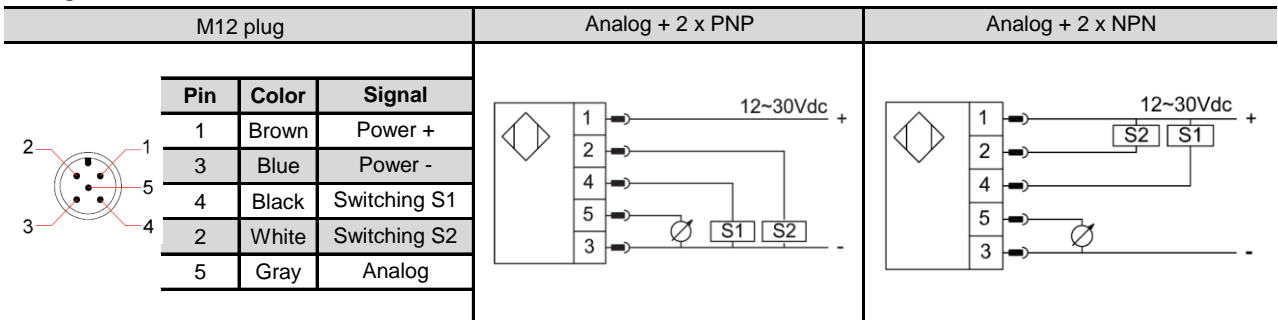 M12 plug Analog + 2 x PNP Analog + 2 x NPN
Pin Color Signal
1 Brown Power +
3 Blue Power -
4 Black Switching S1
2 White Switching S2
5 Gray Analog
2 1
5
3 4
12~30Vdc +
1
2
4
5 S1 S2
3 -
12~30Vdc +
1 S2 S1
2
4
5
3 -